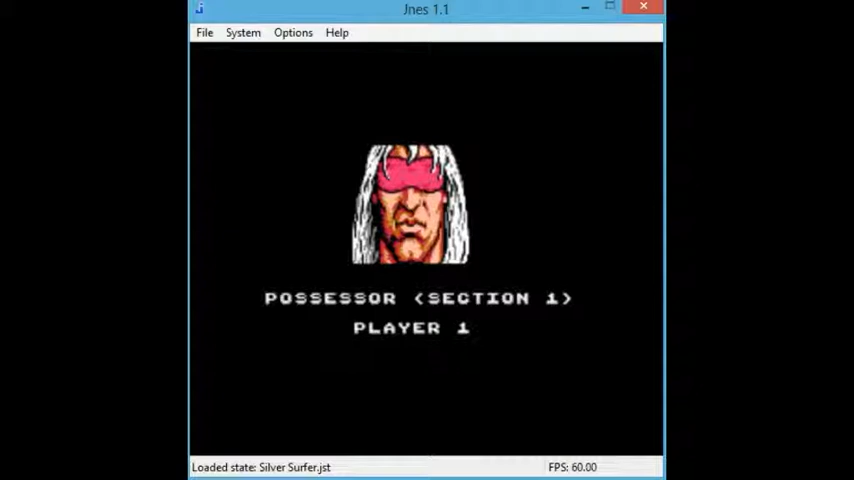 Jnes 1.1
File System Options Help
POSSESSOR (SECTION 1)
PLAYER 1
Loaded state: Silver Surfer.jst FPS: 60.00